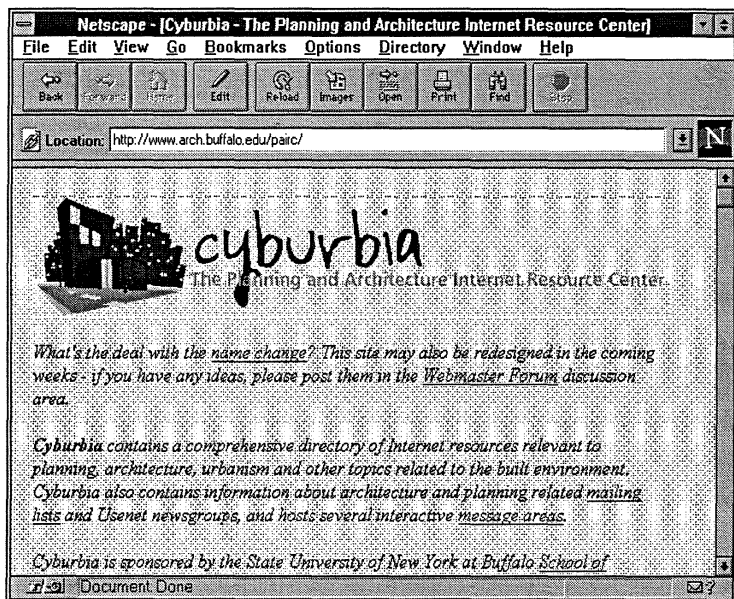 Netscape - [Cyburbia - The Planning and Architecture Internet Resource Center]
File Edit View Go Bookmarks Options Directory Window Help
Back Forward Home Edit Reload Images Open Print Find Stop
Location: http://www.arch.buffalo.edu/pairc/
N
cyburbia
The Planning and Architecture Internet Resource Center
What's the deal with the name change? This site may also be redesigned in the coming
weeks - if you have any ideas, please post them in the Webmaster Forum discussion
area.
Cyburbia contains a comprehensive directory of Internet resources relevant to
planning, architecture, urbanism and other topics related to the built environment.
Cyburbia also contains information about architecture and planning related mailing
lists and Usenet newsgroups, and hosts several interactive message areas.
Cyburbia is sponsored by the State University of New York at Buffalo School of
Document: Done
?